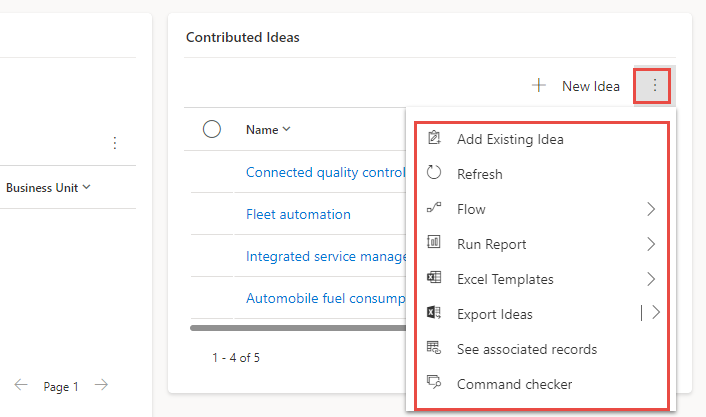 Contributed Ideas
New Idea
Name
Add Existing Idea
Business Unit
Connected quality control
Refresh
Fleet automation
Flow
Integrated service manage
Run Report
Automobile fuel consump
Excel Templates
Export Ideas
1 - 4 of 5
See associated records
Page 1
Command checker